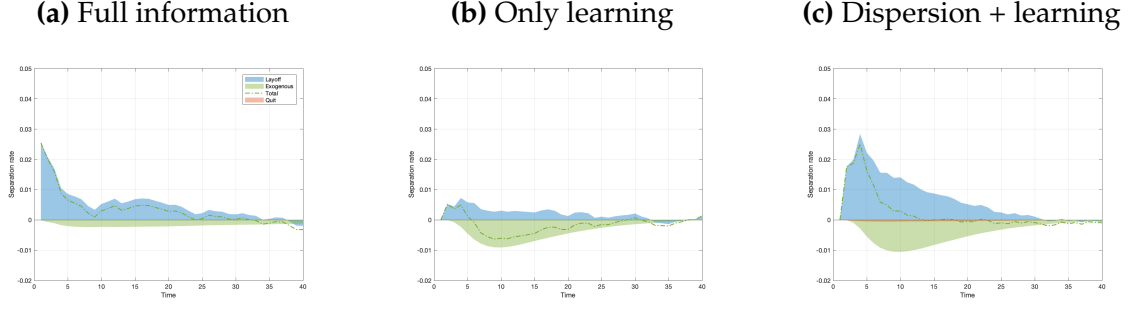 (a) Full information
(b) Only learning
(c) Dispersion + learning
0.05
0.04
0.03
0.02
0.01
0
-0.01
-0.02
Separation rate
0 5 10 15 20 25 30 35 40
Time
Layoff
Exogenous
Total
Quit
0.05
0.04
0.03
0.02
0.01
0
-0.01
-0.02
Separation rate
0 5 10 15 20 25 30 35 40
Time
0.05
0.04
0.03
0.02
0.01
0
-0.01
-0.02
Separation rate
0 5 10 15 20 25 30 35 40
Time